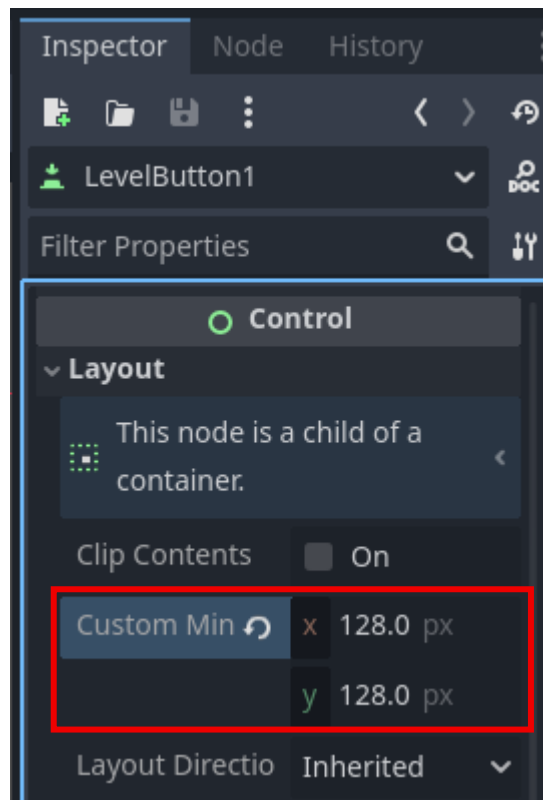 Inspector Node History
LevelButton1
DOC
Filter Properties
Control
Layout
This node is a child of a
container.
Clip Contents On
Custom Min x 128.0 px
y 128.0 px
Layout Directio Inherited